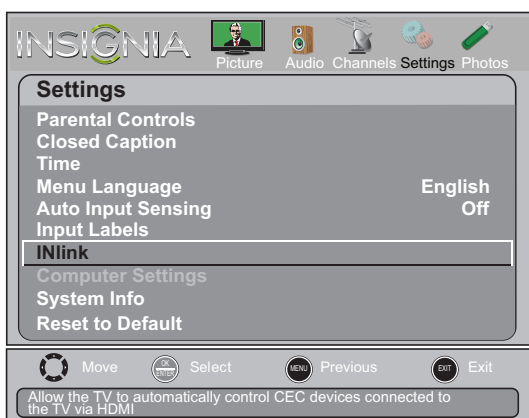 INSIGNIA
Picture Audio Channels Settings Photos
Settings
Parental Controls
Closed Caption
Time
Menu Language English
Auto Input Sensing Off
Input Labels
INlink
Computer Settings
System Info
Reset to Default
Move OK ENTER Select MENU Previous EXIT Exit
Allow the TV to automatically control CEC devices connected to
the TV via HDMI